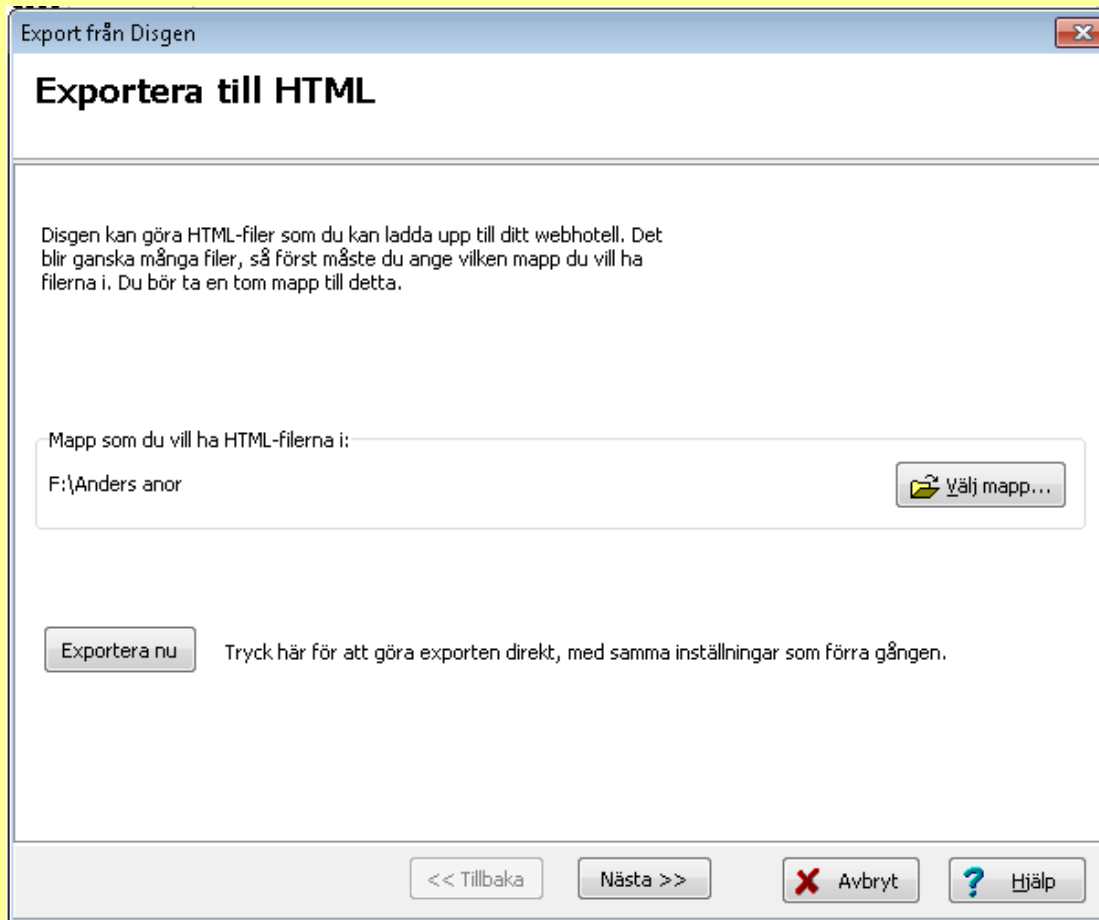 Export från Disgen
Exportera till HTML
Disgen kan göra HTML-filer som du kan ladda upp till ditt webhotell. Det
blir ganska många filer, så först måste du ange vilken mapp du vill ha
filerna i. Du bör ta en tom mapp till detta.
Mapp som du vill ha HTML-filerna i:
F:\Anders anor
Välj mapp...
Exportera nu
Tryck här för att göra exporten direkt, med samma inställningar som förra gången.
<< Tillbaka
Nästa >>
Avbryt
Hjälp